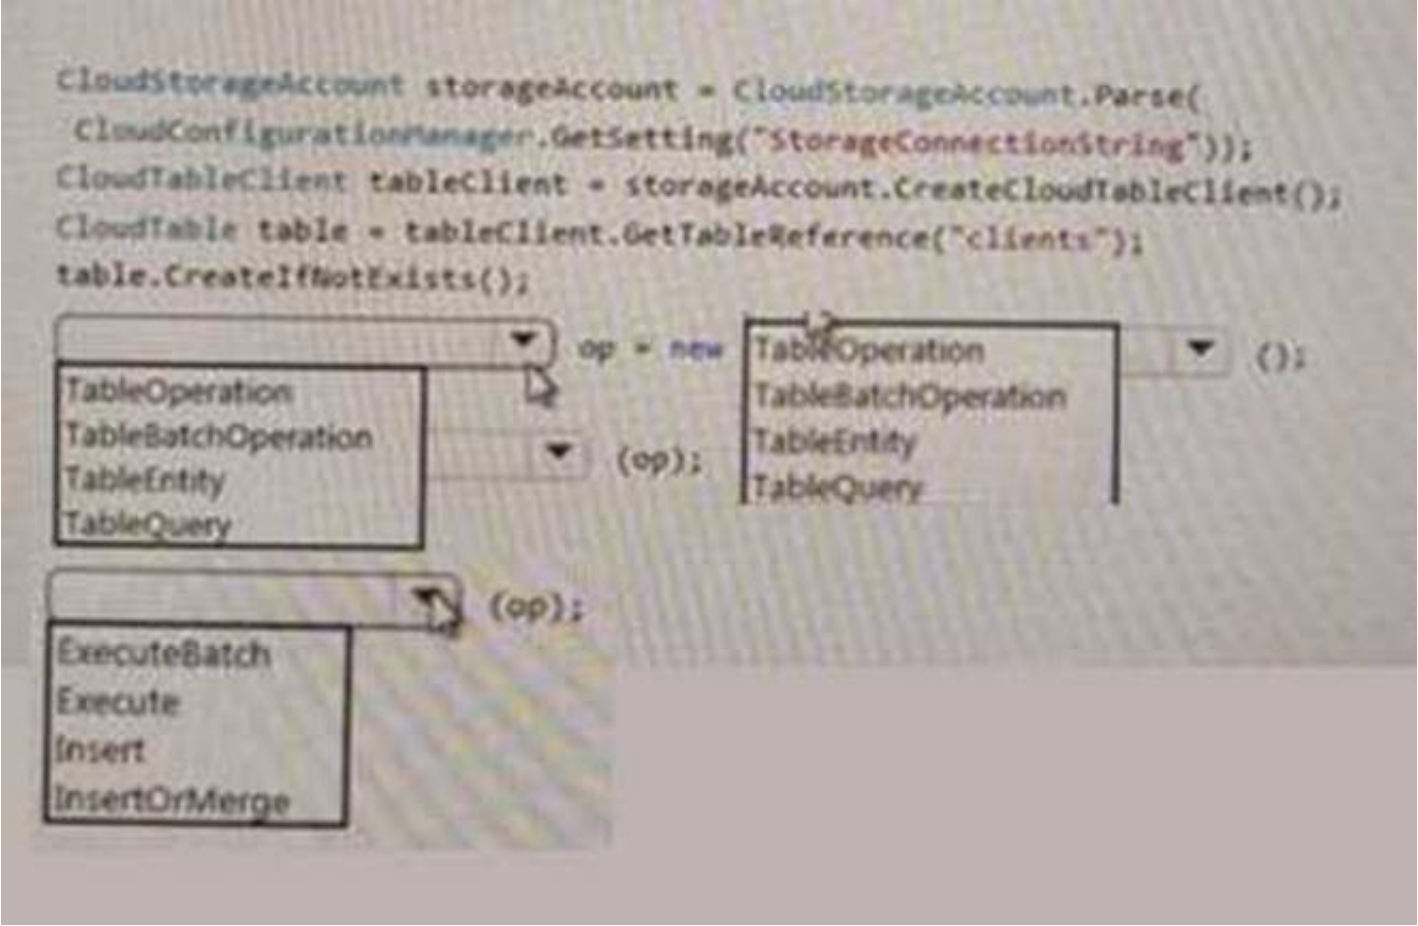 CloudStorageAccount storageAccount = CloudStorageAccount.Parse(
CloudConfigurationManager.GetSetting("StorageConnectionString"));
CloudTableClient tableClient = storageAccount.CreateCloudTableClient();
CloudTable table = tableClient.GetTableReference("clients");
table.CreateIfNotExists();
op = new ();
TableOperation
TableBatchOperation
TableEntity
TableQuery
TableOperation
TableBatchOperation
TableEntity
TableQuery
(op);
(op);
ExecuteBatch
Execute
Insert
InsertOrMerge